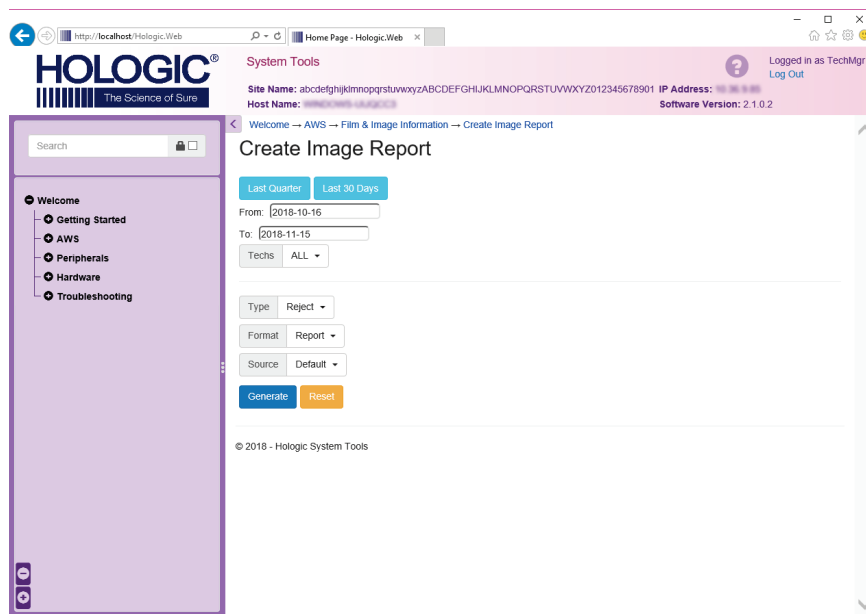 http://localhost/Hologic.Web
Home Page - Hologic.Web
HOLOGIC®
The Science of Sure
System Tools
Logged in as TechMgr
Log Out
Site Name: abcdefghijklmnopqrstuvwxyzABCDEFGHIJKLMNOPQRSTUVWXYZ012345678901 IP Address:
Host Name:
Software Version: 2.1.0.2
Welcome → AWS → Film & Image Information → Create Image Report
Search
Create Image Report
Last Quarter Last 30 Days
From: 2018-10-16
To: 2018-11-15
Techs ALL
Welcome
Getting Started
AWS
Peripherals
Hardware
Troubleshooting
Type Reject
Format Report
Source Default
Generate Reset
© 2018 - Hologic System Tools